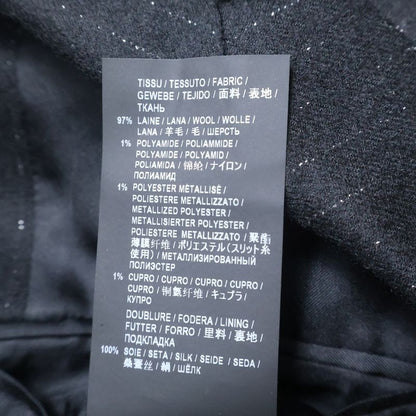 TISSU / TESSUTO / FABRIC /
GEWEBE / TEJIDO / 面料 / 表地 /
ТКАНЬ
97% LAINE / LANA / WOOL / WOLLE /
LANA / 羊毛 / 毛 / ШЕРСТЬ
1% POLYAMIDE / POLIAMMIDE /
POLYAMIDE / POLYAMID /
POLIAMIDA / 锦纶 / ナイロン /
ПОЛИАМИД
1% POLYESTER MÉTALLISÉ /
POLIESTERE METALLIZZATO /
METALLIZED POLYESTER /
METALLISIERTER POLYESTER /
POLIESTERE METALLIZZATO / 聚酯
薄膜纤维 / ポリエステル(スリット糸
使用) / МЕТАЛЛИЗИРОВАННЫЙ
ПОЛИЭСТЕР
1% CUPRO / CUPRO / CUPRO / CUPRO /
CUPRO / 铜氨纤维 / キュプラ /
КУПРО
DOUBLURE / FODERA / LINING /
FUTTER / FORRO / 里料 / 裏地 /
ПОДКЛАДКА
100% SOIE / SETA / SILK / SEIDE / SEDA /
桑蚕丝 / 絹 / ШЁЛК